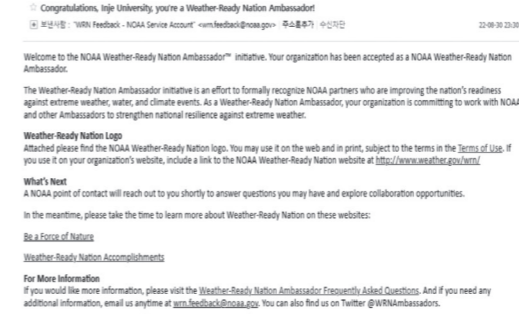 Congratulations, Inje University, you're a Weather-Ready Nation Ambassador!
보낸사람 : "WRN Feedback - NOAA Service Account" <wrn.feedback@noaa.gov> 주소록추가 수신차단
22-08-30 23:30
Welcome to the NOAA Weather-Ready Nation Ambassador™ initiative. Your organization has been accepted as a NOAA Weather-Ready Nation
Ambassador.
The Weather-Ready Nation Ambassador initiative is an effort to formally recognize NOAA partners who are improving the nation's readiness
against extreme weather, water, and climate events. As a Weather-Ready Nation Ambassador, your organization is committing to work with NOAA
and other Ambassadors to strengthen national resilience against extreme weather.
Weather-Ready Nation Logo
Attached please find the NOAA Weather-Ready Nation logo. You may use it on the web and in print, subject to the terms in the Terms of Use. If
you use it on your organization's website, include a link to the NOAA Weather-Ready Nation website at http://www.weather.gov/wrn/
What's Next
A NOAA point of contact will reach out to you shortly to answer questions you may have and explore collaboration opportunities.
In the meantime, please take the time to learn more about Weather-Ready Nation on these websites:
Be a Force of Nature
Weather-Ready Nation Accomplishments
For More Information
If you would like more information, please visit the Weather-Ready Nation Ambassador Frequently Asked Questions. And if you need any
additional information, email us anytime at wrn.feedback@noaa.gov. You can also find us on Twitter @WRNAmbassadors.